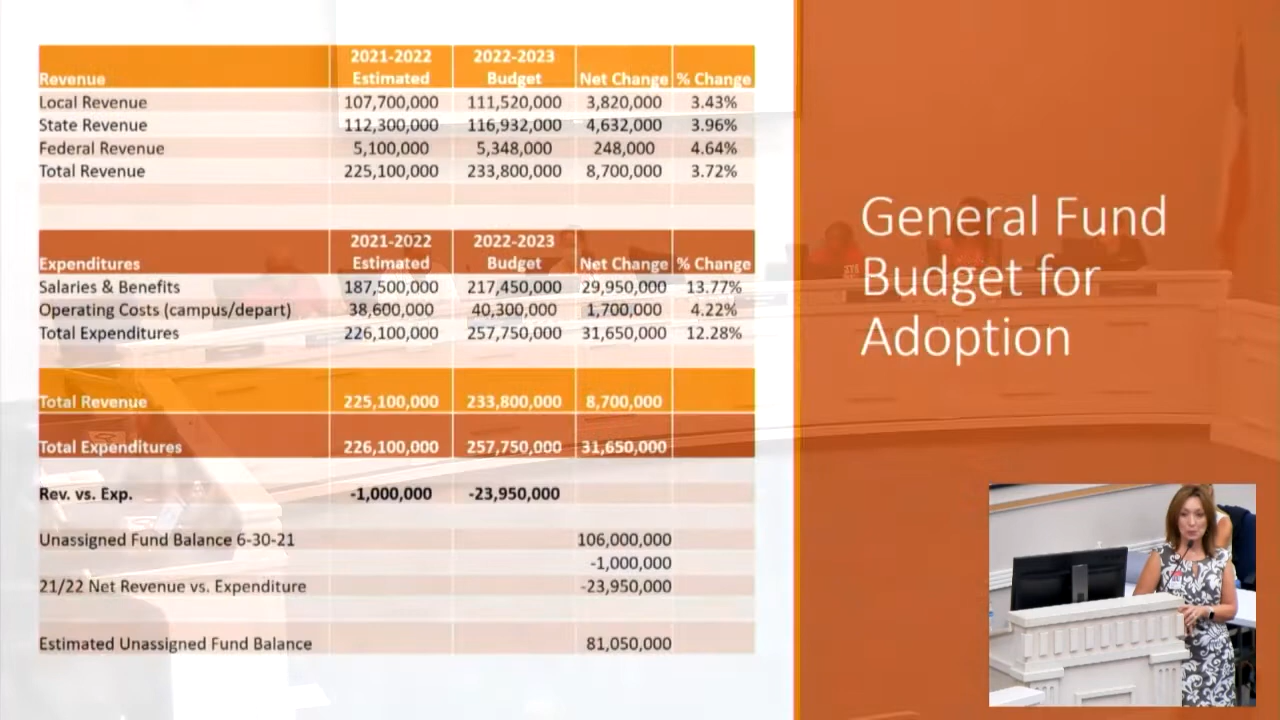 Revenue 2021-2022 Estimated 2022-2023 Budget Net Change % Change
Local Revenue 107,700,000 111,520,000 3,820,000 3.43%
State Revenue 112,300,000 116,932,000 4,632,000 3.96%
Federal Revenue 5,100,000 5,348,000 248,000 4.64%
Total Revenue 225,100,000 233,800,000 8,700,000 3.72%
Expenditures 2021-2022 Estimated 2022-2023 Budget Net Change % Change
Salaries & Benefits 187,500,000 217,450,000 29,950,000 13.77%
Operating Costs (campus/depart) 38,600,000 40,300,000 1,700,000 4.22%
Total Expenditures 226,100,000 257,750,000 31,650,000 12.28%
Total Revenue 225,100,000 233,800,000 8,700,000
Total Expenditures 226,100,000 257,750,000 31,650,000
Rev. vs. Exp. -1,000,000 -23,950,000
Unassigned Fund Balance 6-30-21 106,000,000
-1,000,000
21/22 Net Revenue vs. Expenditure -23,950,000
Estimated Unassigned Fund Balance 81,050,000
General Fund
Budget for
Adoption